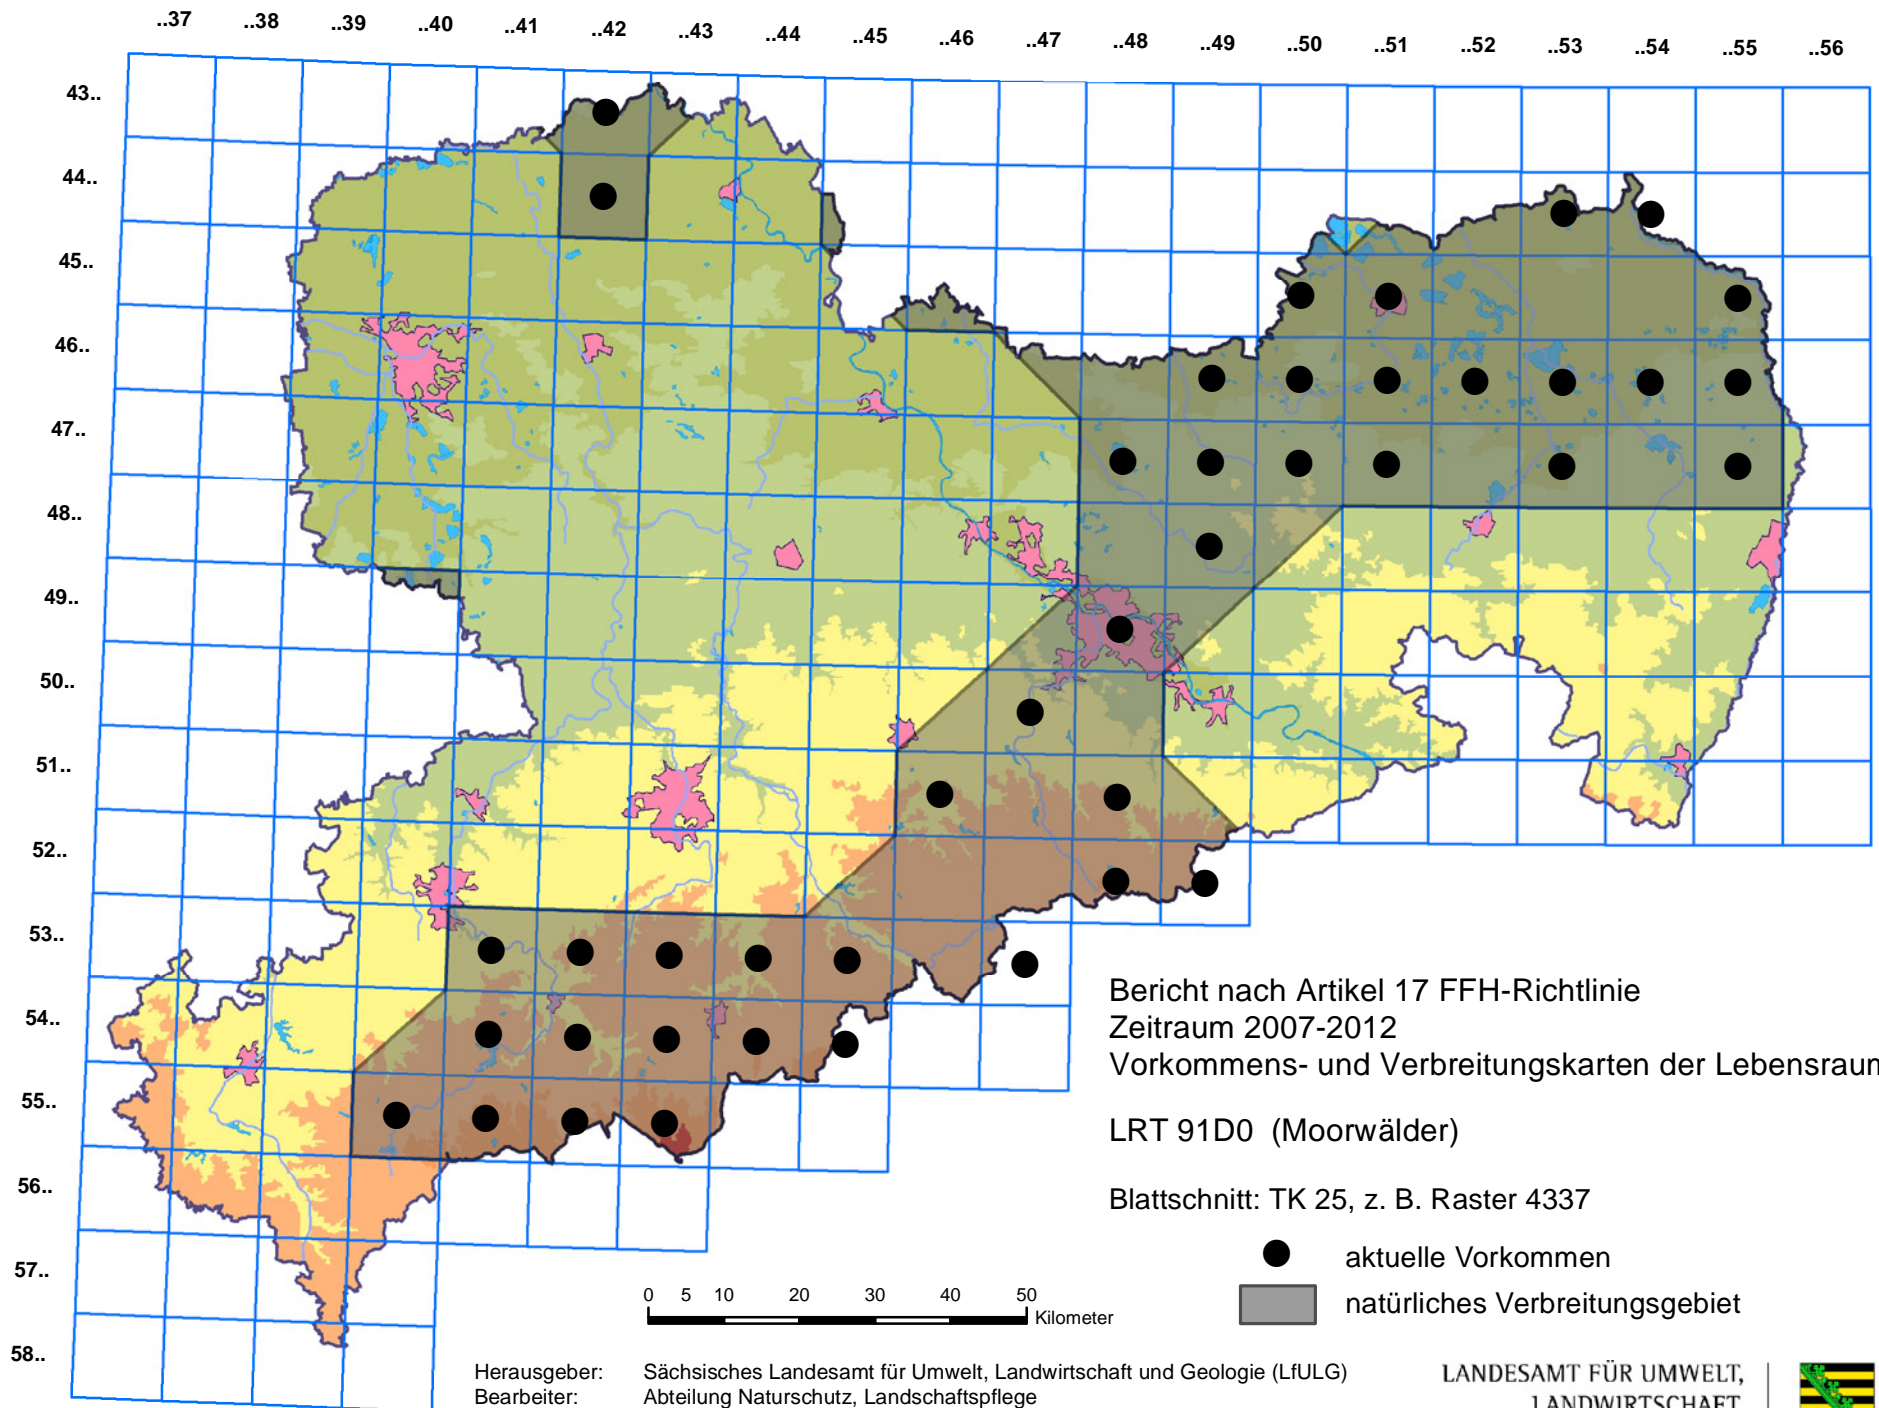 ..37 ..38 ..39 ..40 ..41 ..42 ..43 ..44 ..45 ..46 ..47 ..48 ..49 ..50 ..51 ..52 ..53 ..54 ..55 ..56
43..
44..
45..
46..
47..
48..
49..
50..
51..
52..
53..
54..
55..
56..
57..
58..
Bericht nach Artikel 17 FFH-Richtlinie
Zeitraum 2007-2012
Vorkommens- und Verbreitungskarten der Lebensraum
LRT 91D0 (Moorwälder)
Blattschnitt: TK 25, z. B. Raster 4337
aktuelle Vorkommen
natürliches Verbreitungsgebiet
0 5 10 20 30 40 50
Kilometer
Herausgeber: Sächsisches Landesamt für Umwelt, Landwirtschaft und Geologie (LfULG)
Bearbeiter: Abteilung Naturschutz, Landschaftspflege
LANDESAMT FÜR UMWELT,
LANDWIRTSCHAFT